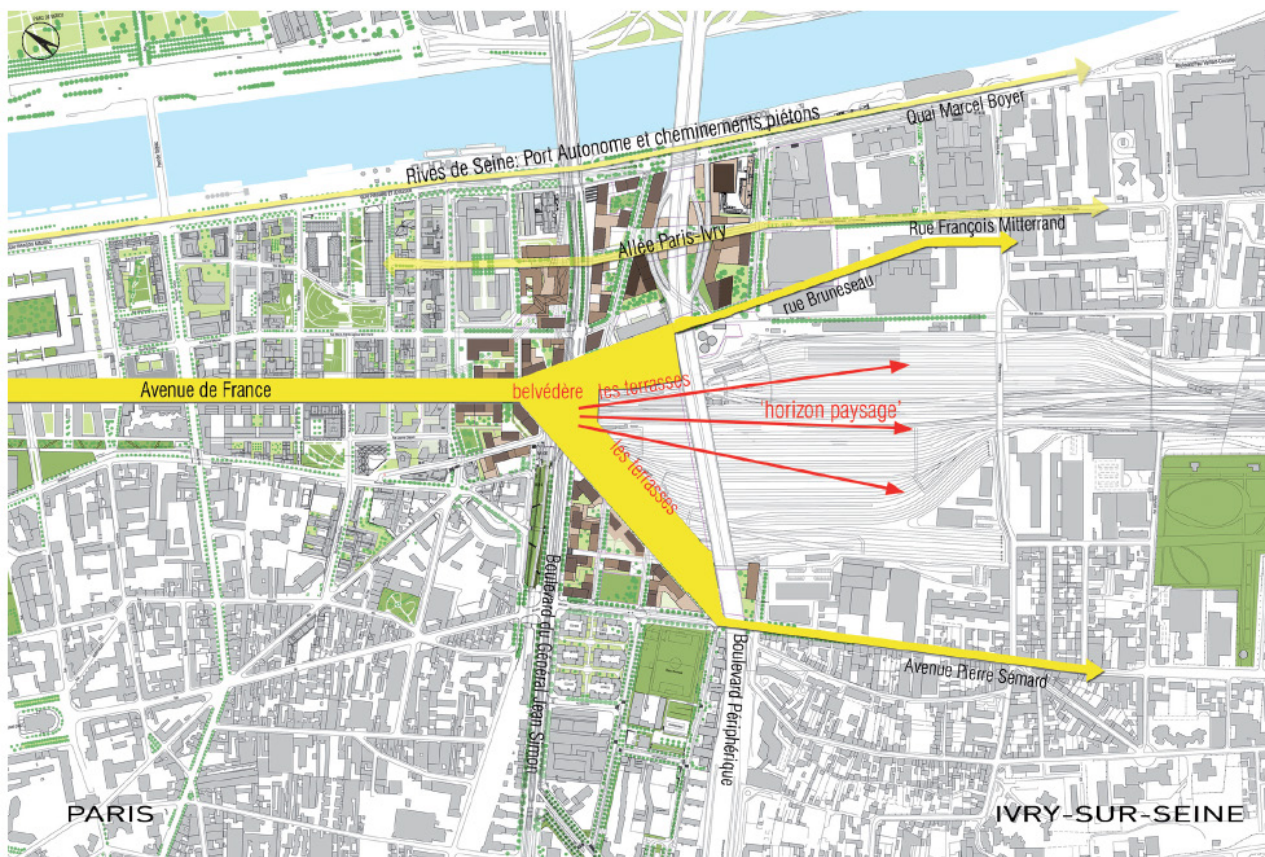 Quai Marcel Boyer
Rives de Seine: Port Autonome et cheminements piétons
Rue François Mitterrand
Allée Paris-Ivry
rue Bruneseau
Avenue de France
belvédère
les terrasses
'horizon paysage'
les terrasses
Boulevard du Général Jean Simon
Boulevard Périphérique
Avenue Pierre Sémard
PARIS
IVRY-SUR-SEINE